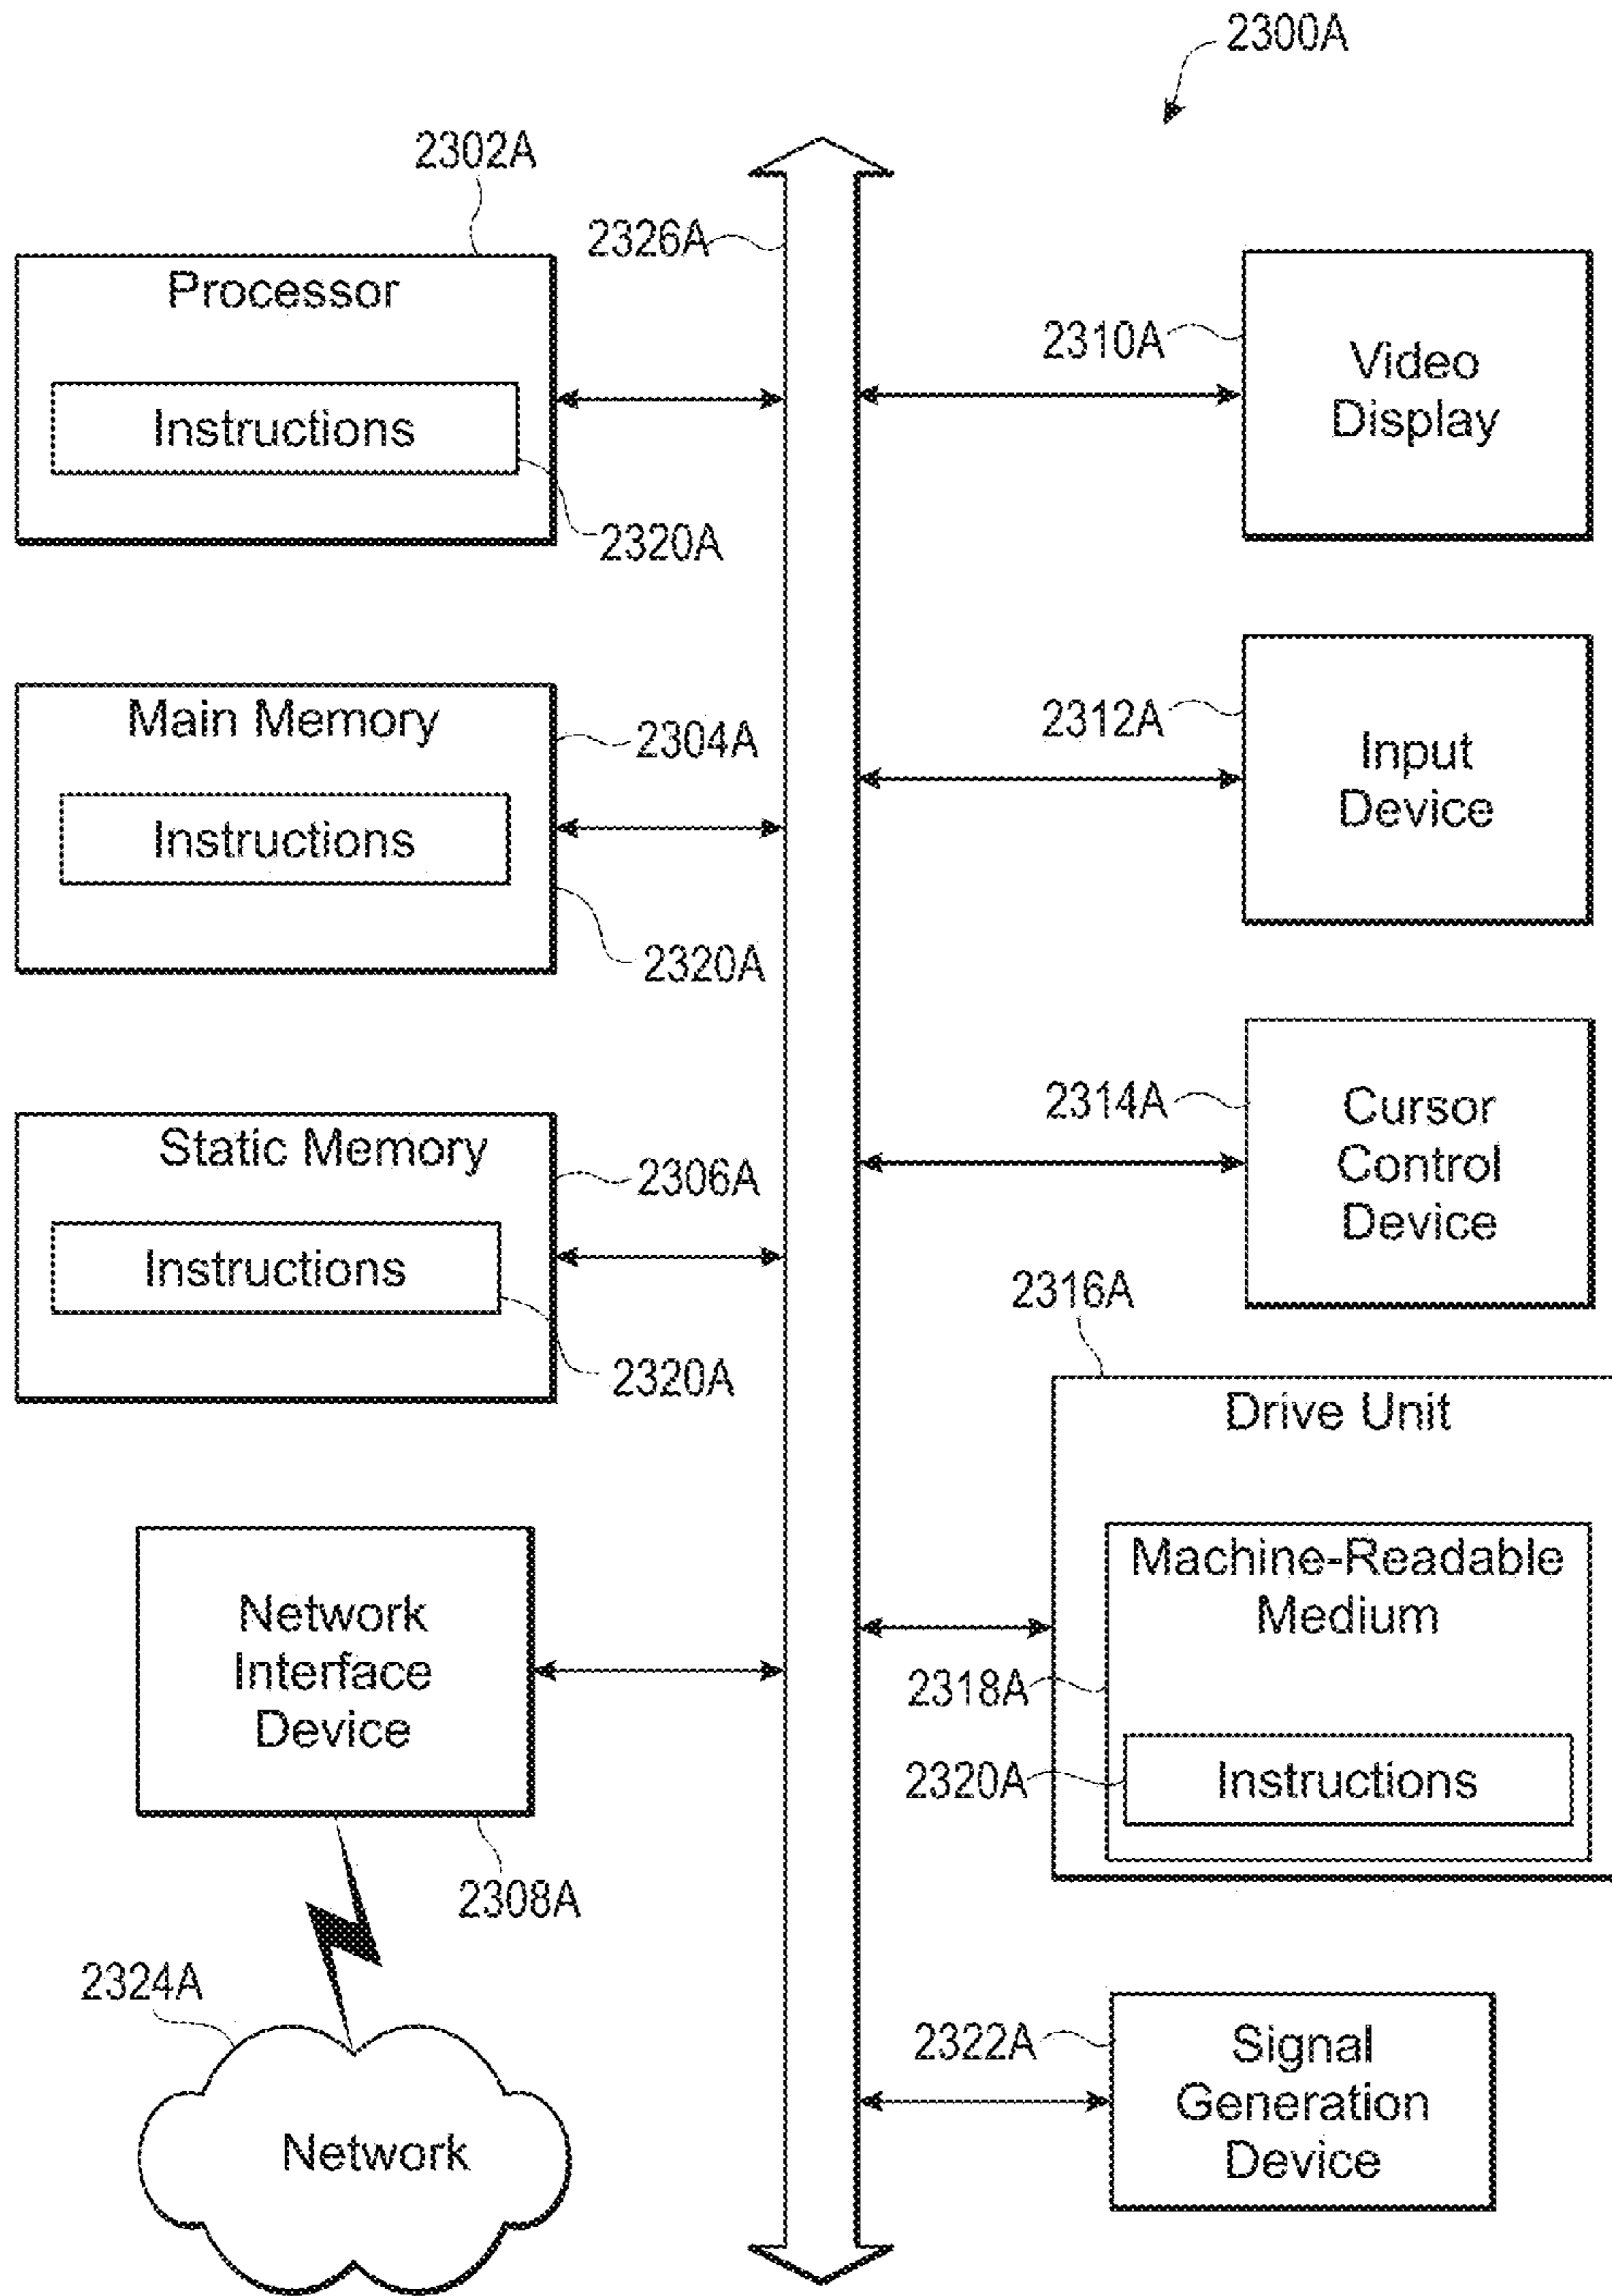 2300A
2302A
2326A
Processor
Instructions
2320A
Main Memory
2304A
Instructions
2320A
Static Memory
2306A
Instructions
2320A
Network
Interface
Device
2308A
2324A
Network
2310A
Video
Display
2312A
Input
Device
2314A
Cursor
Control
Device
2316A
Drive Unit
Machine-Readable
Medium
2318A
2320A
Instructions
2322A
Signal
Generation
Device